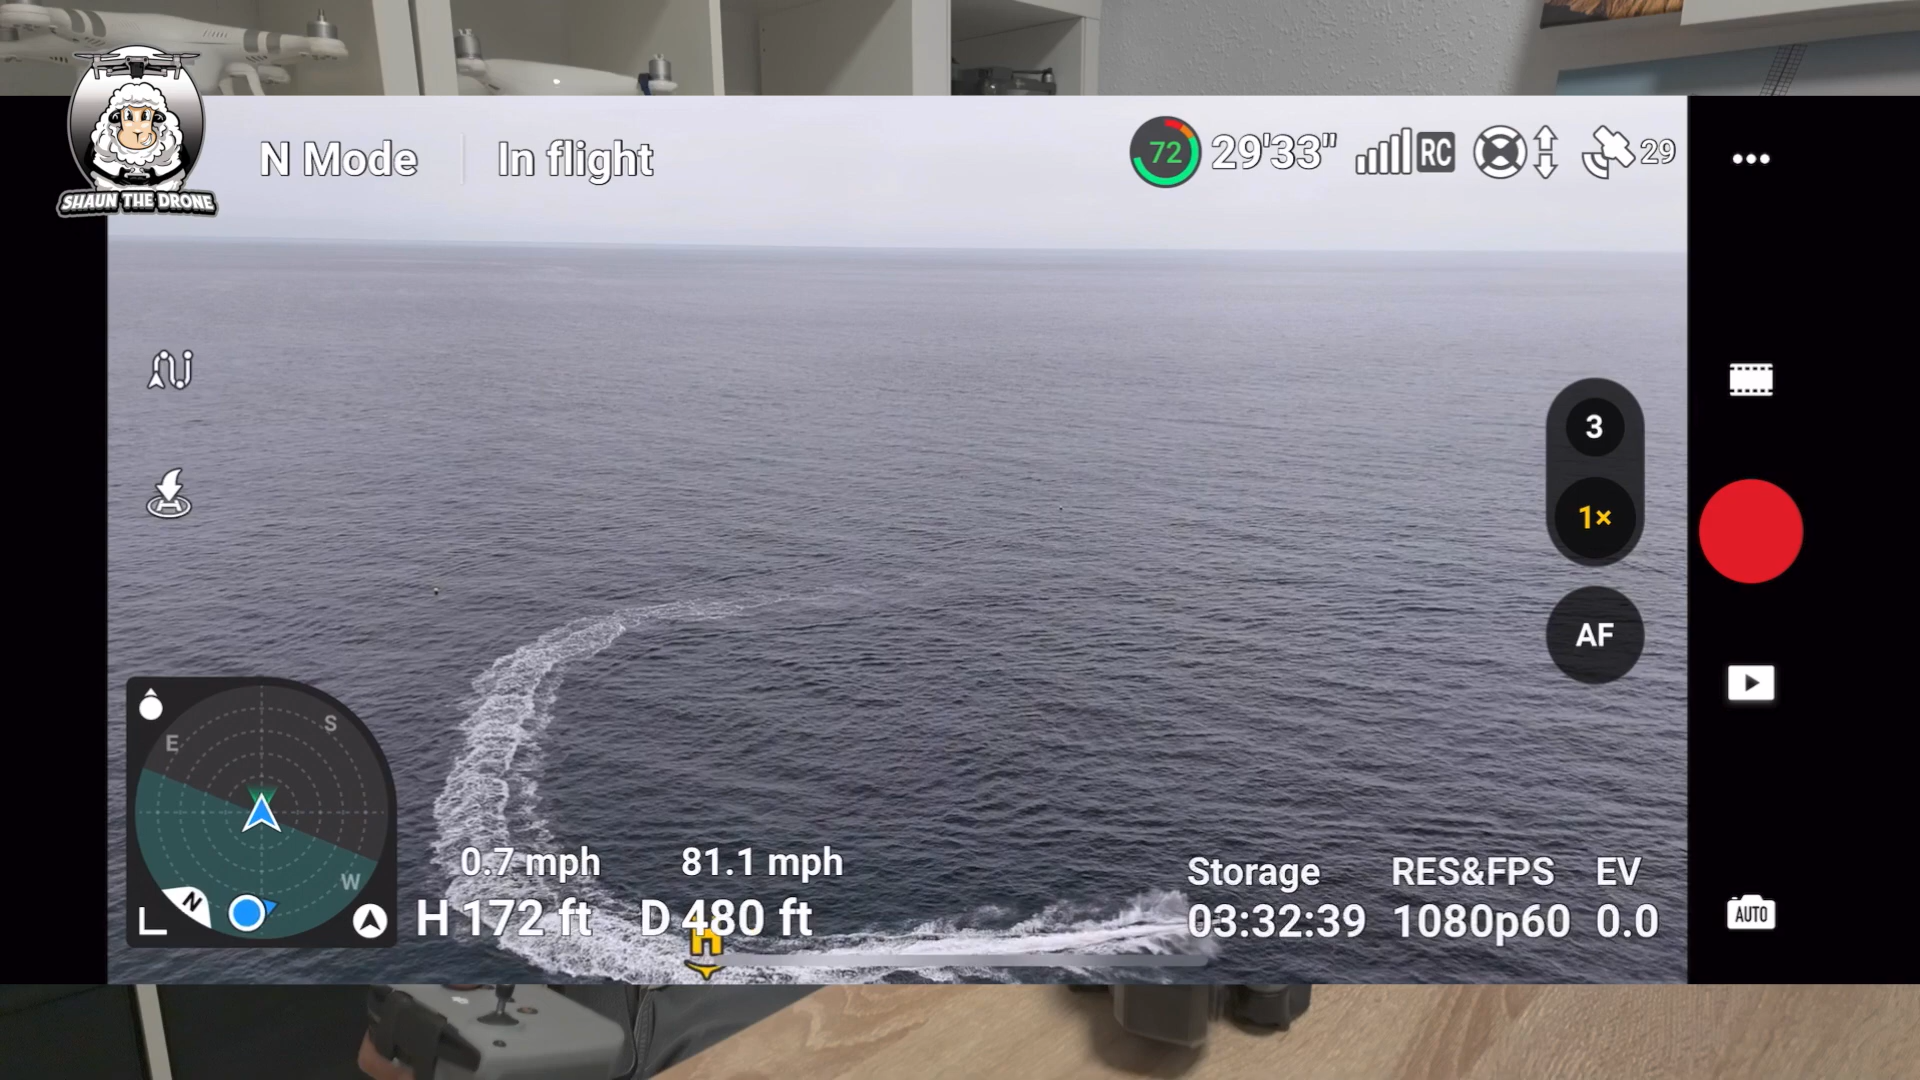 SHAUN THE DRONE
N Mode
In flight
72
29'33"
RC
29
3
1×
AF
S
E
W
N
0.7 mph
81.1 mph
H 172 ft
D 480 ft
Storage
RES&FPS
EV
03:32:39
1080p60
0.0
AUTO